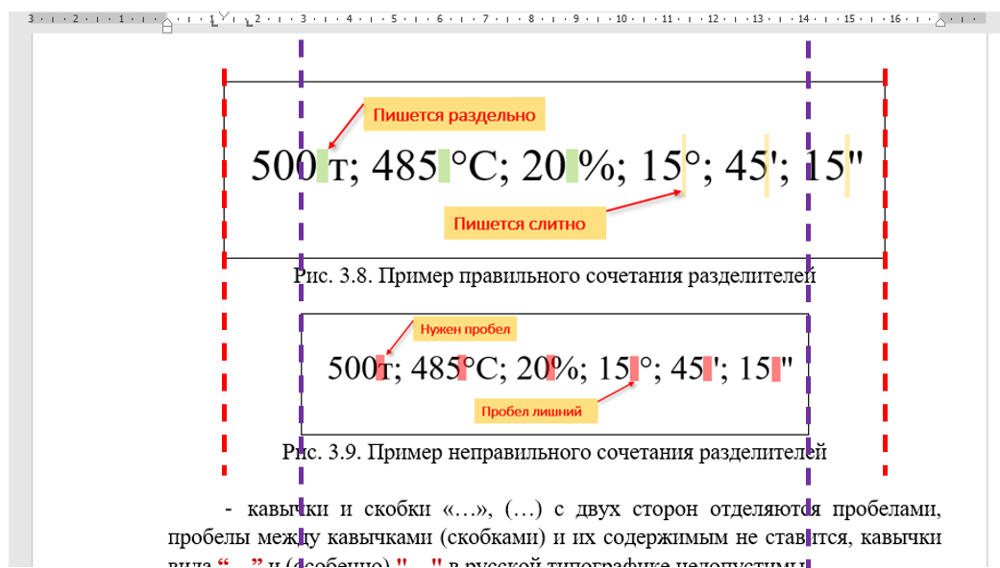 3 2 1 1 2 3 4 5 6 7 8 9 10 11 12 13 14 15 16
Пишется раздельно
500 т; 485 °C; 20 %; 15°; 45'; 15"
Пишется слитно
Рис. 3.8. Пример правильного сочетания разделителей
Нужен пробел
500т; 485°C; 20%; 15 °; 45 '; 15 "
Пробел лишний
Рис. 3.9. Пример неправильного сочетания разделителей
- кавычки и скобки «…», (…) с двух сторон отделяются пробелами,
пробелы между кавычками (скобками) и их содержимым не ставится, кавычки
вида “…” и (особенно) "…" в русской типографике недопустимы